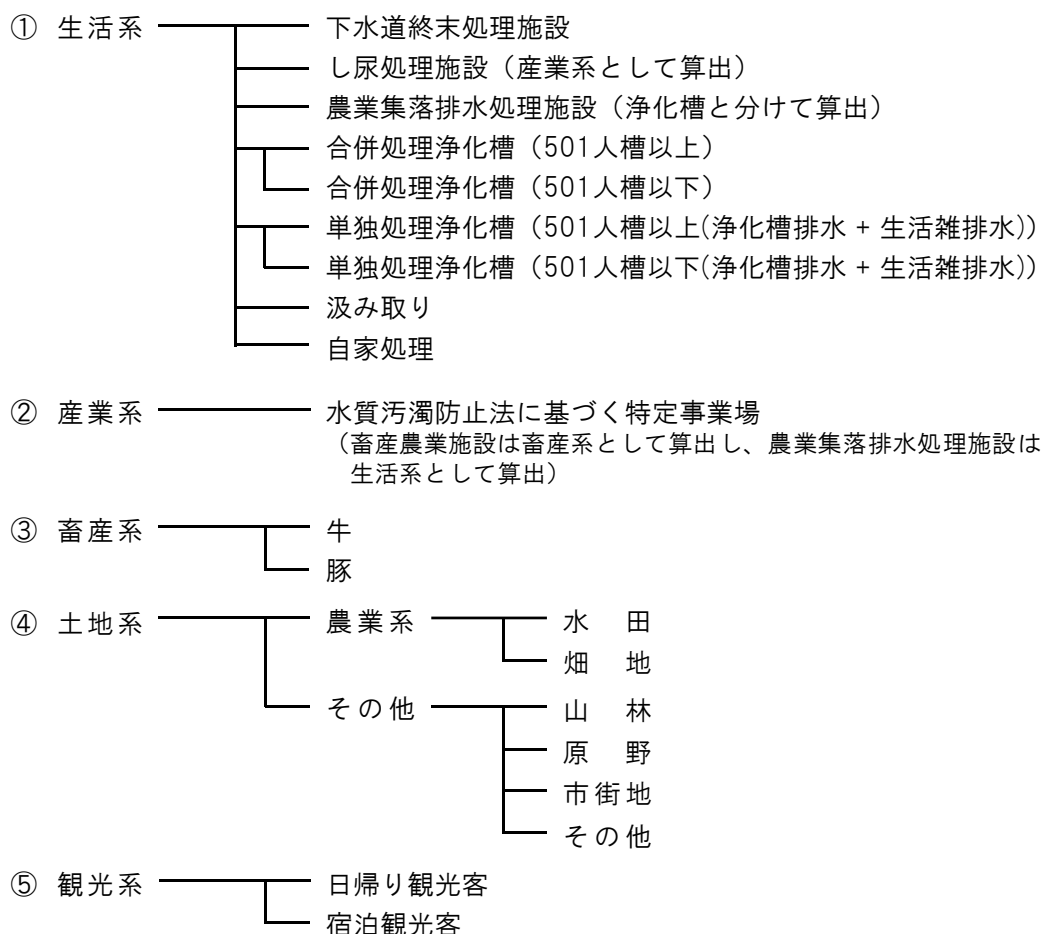 ① 生活系 下水道終末処理施設
し尿処理施設（産業系として算出）
農業集落排水処理施設（浄化槽と分けて算出）
合併処理浄化槽（501人槽以上）
合併処理浄化槽（501人槽以下）
単独処理浄化槽（501人槽以上(浄化槽排水 + 生活雑排水)）
単独処理浄化槽（501人槽以下(浄化槽排水 + 生活雑排水)）
汲み取り
自家処理
② 産業系 水質汚濁防止法に基づく特定事業場
（畜産農業施設は畜産系として算出し、農業集落排水処理施設は
生活系として算出）
③ 畜産系 牛
豚
④ 土地系 農業系 水　田
畑　地
その他 山　林
原　野
市街地
その他
⑤ 観光系 日帰り観光客
宿泊観光客